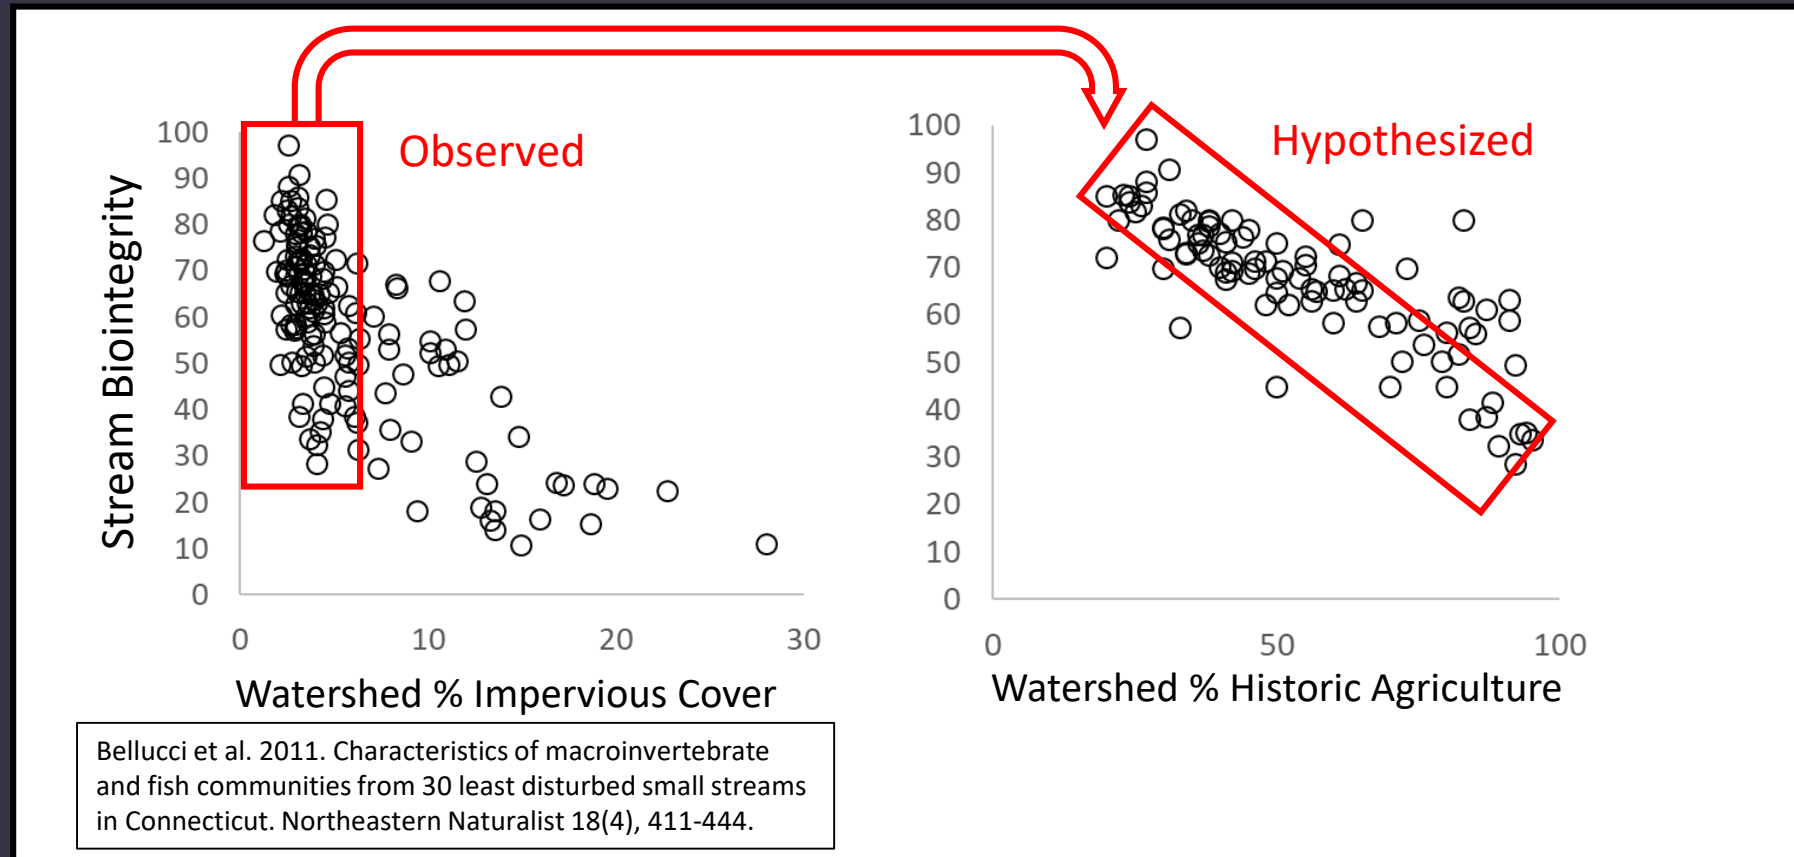 Observed
Hypothesized
Stream Biointegrity
100
90
80
70
60
50
40
30
20
10
0
0 10 20 30
Watershed % Impervious Cover
100
90
80
70
60
50
40
30
20
10
0
0 50 100
Watershed % Historic Agriculture
Bellucci et al. 2011. Characteristics of macroinvertebrate
and fish communities from 30 least disturbed small streams
in Connecticut. Northeastern Naturalist 18(4), 411-444.